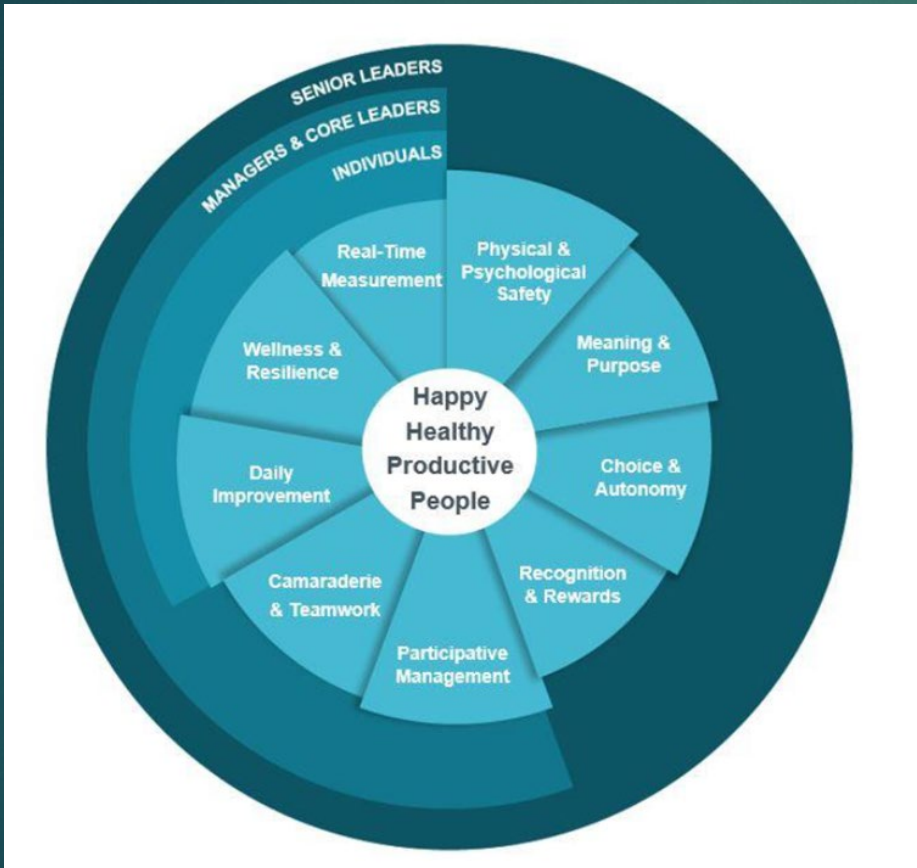 SENIOR LEADERS
MANAGERS & CORE LEADERS
INDIVIDUALS
Real-Time
Measurement
Physical &
Psychological
Safety
Meaning &
Purpose
Choice &
Autonomy
Recognition
& Rewards
Participative
Management
Camaraderie
& Teamwork
Daily
Improvement
Wellness &
Resilience
Happy
Healthy
Productive
People